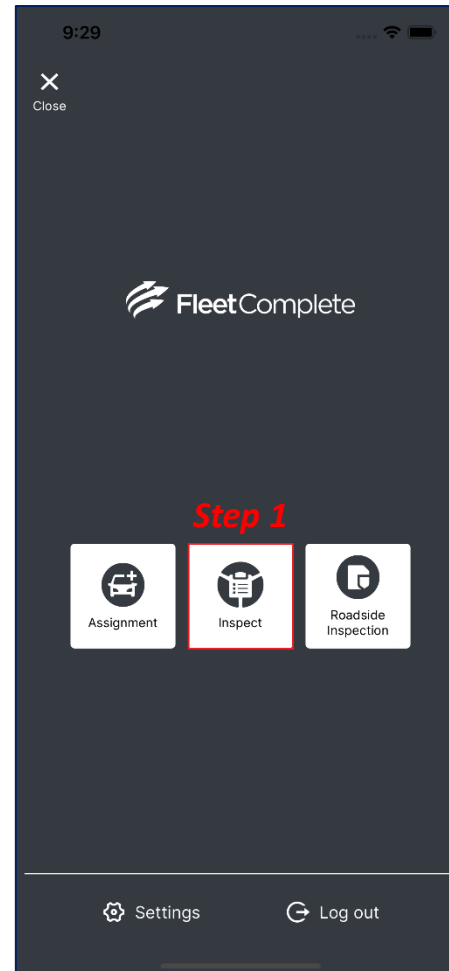 9:29
Close
FleetComplete
Step 1
Assignment
Inspect
Roadside
Inspection
Settings
Log out